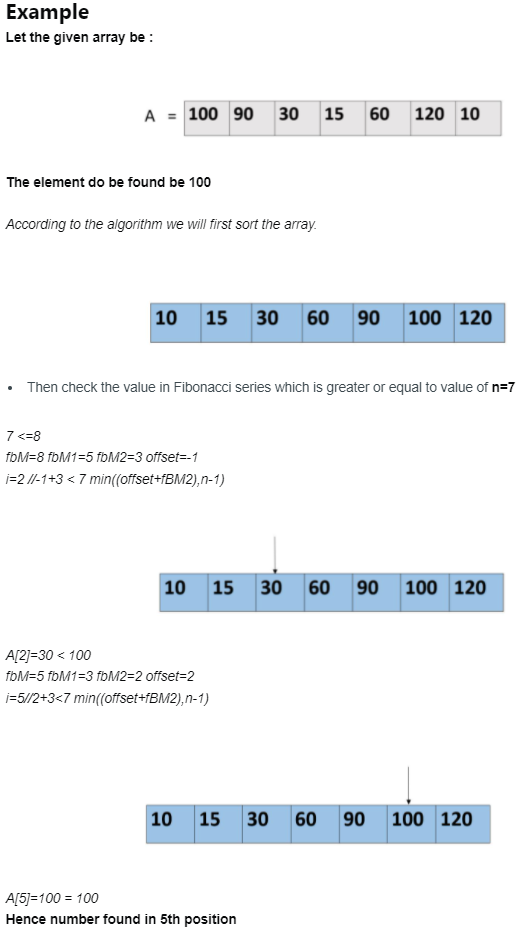 Example
Let the given array be :
A = 100 90 30 15 60 120 10
The element do be found be 100
According to the algorithm we will first sort the array.
10 15 30 60 90 100 120
• Then check the value in Fibonacci series which is greater or equal to value of n=7
7 <=8
fbM=8 fbM1=5 fbM2=3 offset=-1
i=2 //-1+3 < 7 min((offset+fBM2),n-1)
10 15 30 60 90 100 120
A[2]=30 < 100
fbM=5 fbM1=3 fbM2=2 offset=2
i=5//2+3<7 min((offset+fBM2),n-1)
10 15 30 60 90 100 120
A[5]=100 = 100
Hence number found in 5th position